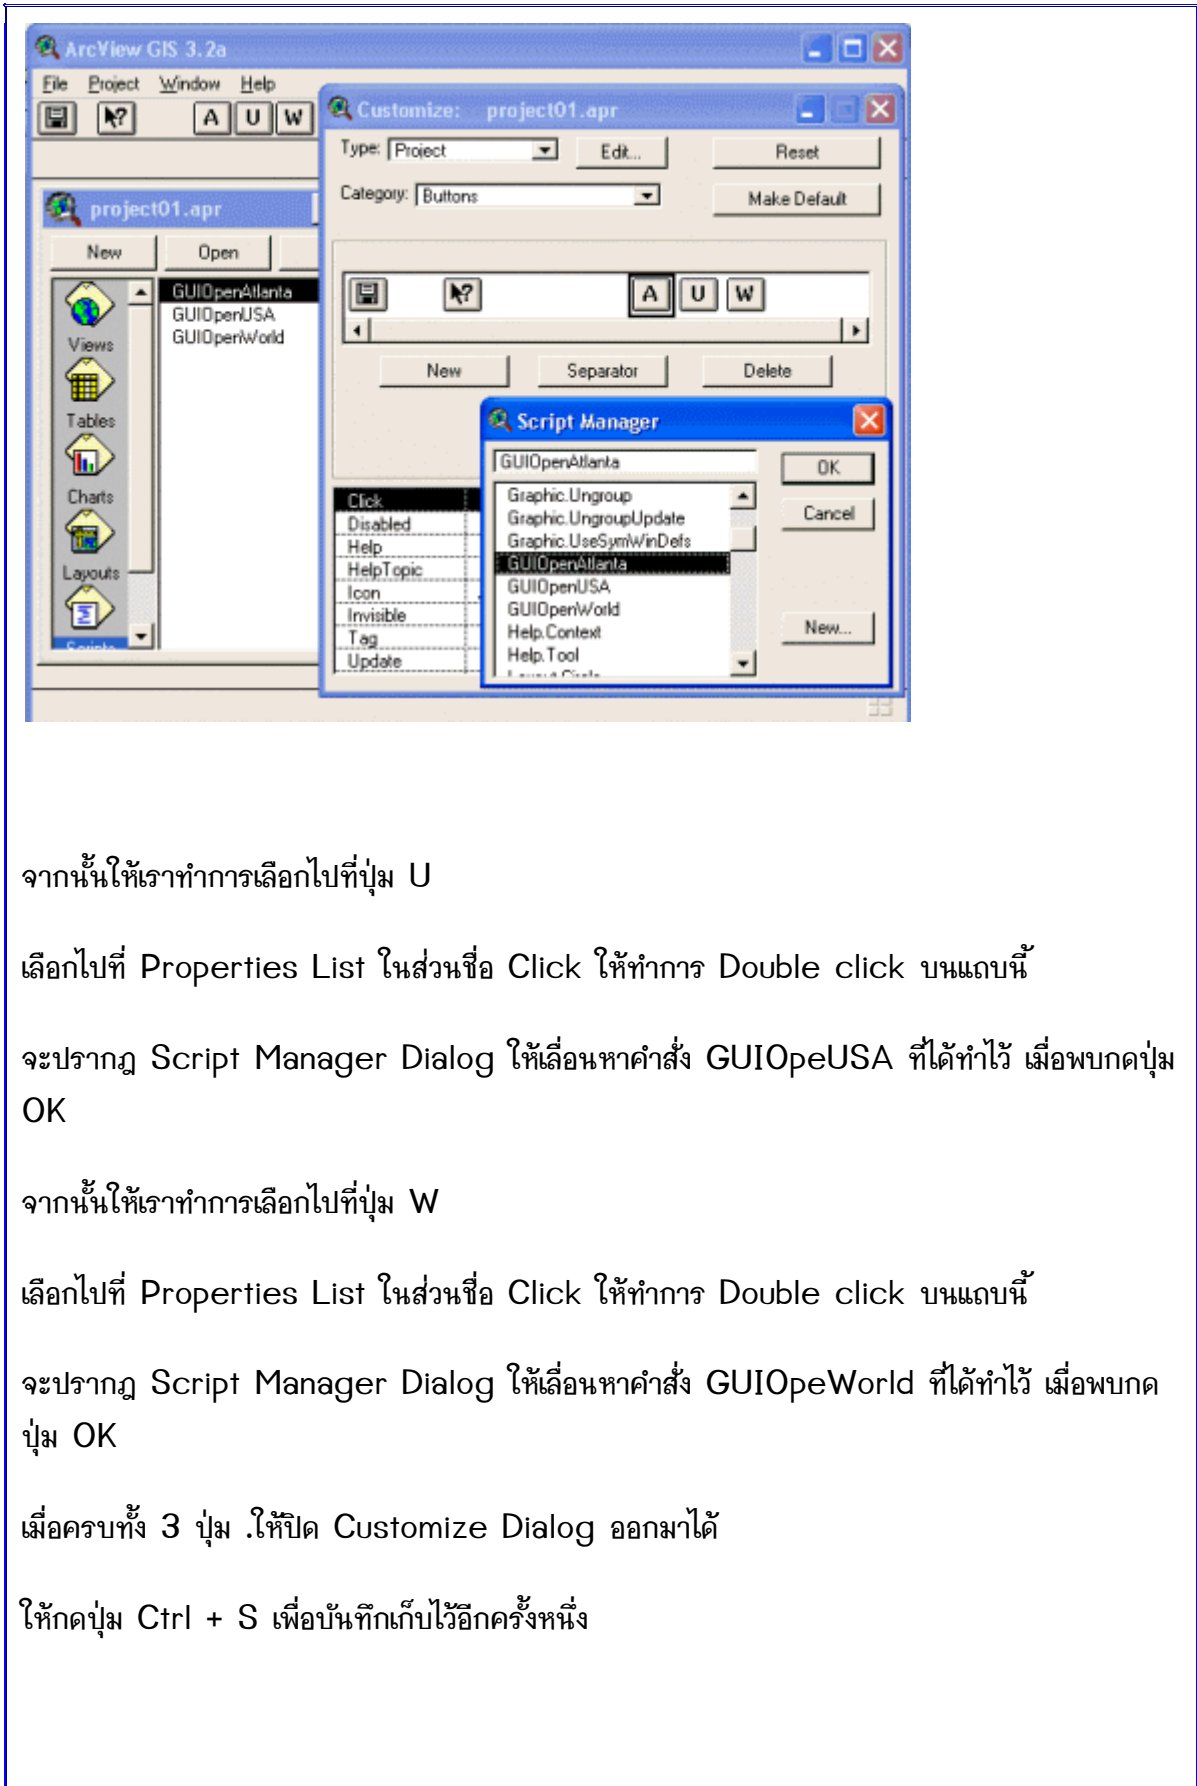 ArcView GIS 3.2a
File Project Window Help
A U W
project01.apr
New Open
GUIOpenAtlanta
GUIOpenUSA
GUIOpenWorld
Views
Tables
Charts
Layouts
Scripts
Customize: project01.apr
Type: Project Edit... Reset
Category: Buttons Make Default
A U W
New Separator Delete
Click
Disabled
Help
HelpTopic
Icon
Invisible
Tag
Update
Script Manager
GUIOpenAtlanta OK
Graphic.Ungroup
Graphic.UngroupUpdate Cancel
Graphic.UseSymWinDefs
GUIOpenAtlanta
GUIOpenUSA
GUIOpenWorld
Help.Context New...
Help.Tool
Layout.Circle
จากนั้นให้เราทำการเลือกไปที่ปุ่ม U
เลือกไปที่ Properties List ในส่วนชื่อ Click ให้ทำการ Double click บนแถบนี้
จะปรากฎ Script Manager Dialog ให้เลื่อนหาคำสั่ง GUIOpeUSA ที่ได้ทำไว้ เมื่อพบกดปุ่ม
OK
จากนั้นให้เราทำการเลือกไปที่ปุ่ม W
เลือกไปที่ Properties List ในส่วนชื่อ Click ให้ทำการ Double click บนแถบนี้
จะปรากฎ Script Manager Dialog ให้เลื่อนหาคำสั่ง GUIOpeWorld ที่ได้ทำไว้ เมื่อพบกด
ปุ่ม OK
เมื่อครบทั้ง 3 ปุ่ม .ให้ปิด Customize Dialog ออกมาได้
ให้กดปุ่ม Ctrl + S เพื่อบันทึกเก็บไว้อีกครั้งหนึ่ง